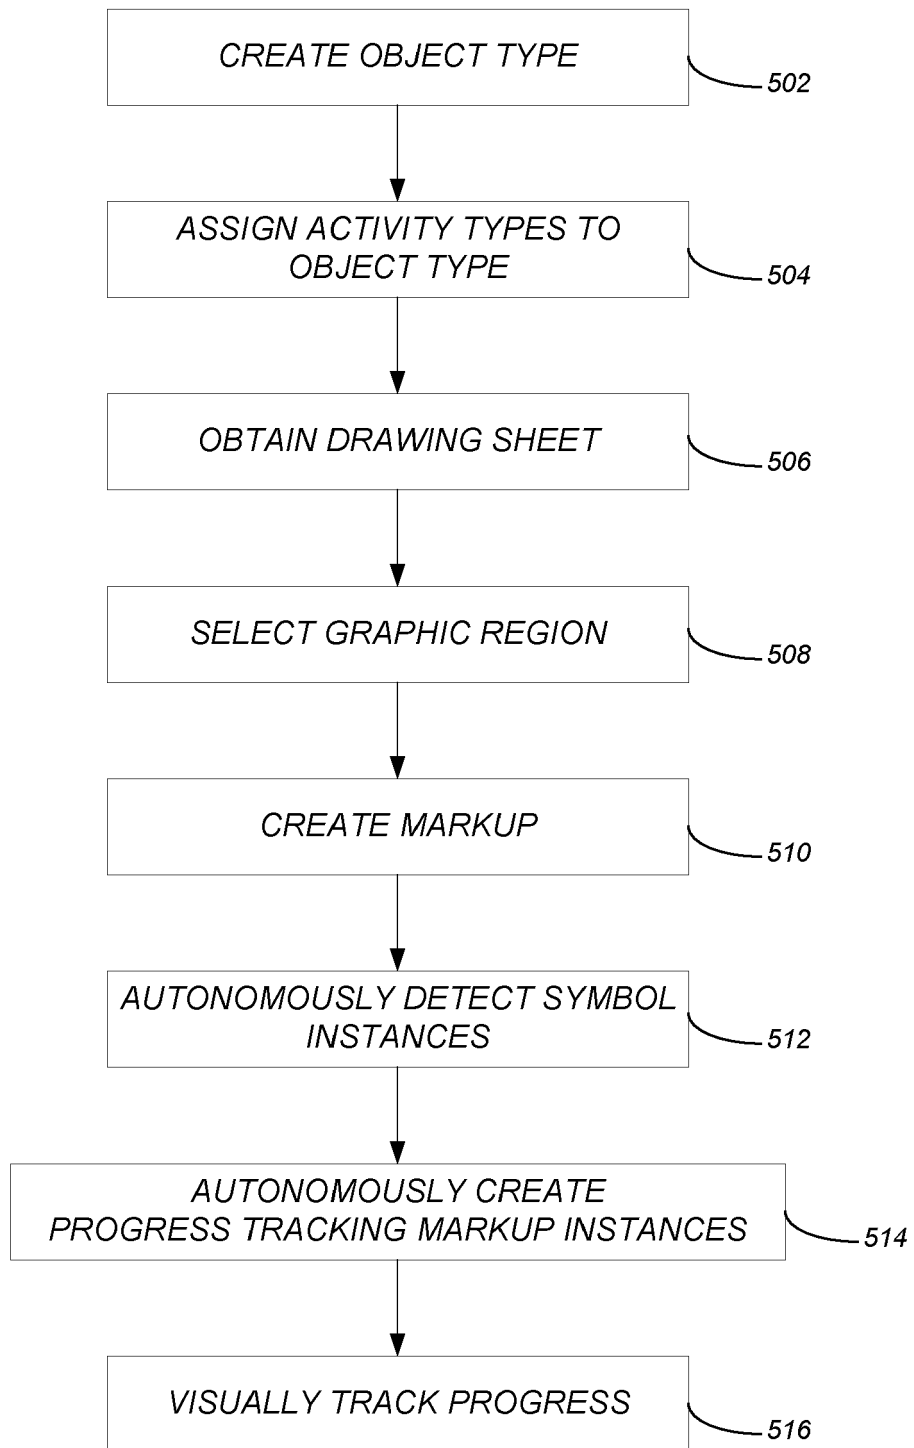 CREATE OBJECT TYPE
502
ASSIGN ACTIVITY TYPES TO
OBJECT TYPE
504
OBTAIN DRAWING SHEET
506
SELECT GRAPHIC REGION
508
CREATE MARKUP
510
AUTONOMOUSLY DETECT SYMBOL
INSTANCES
512
AUTONOMOUSLY CREATE
PROGRESS TRACKING MARKUP INSTANCES
514
VISUALLY TRACK PROGRESS
516